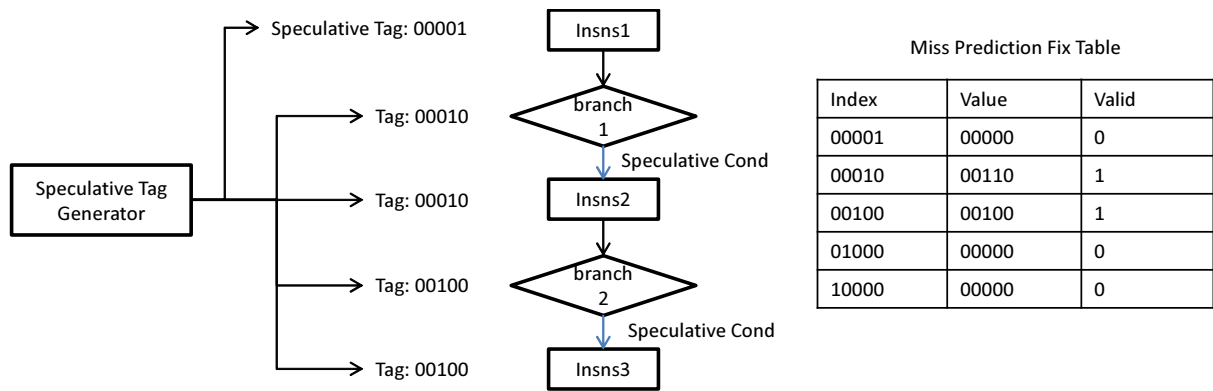 Speculative Tag
Generator
Speculative Tag: 00001
Tag: 00010
Tag: 00010
Tag: 00100
Tag: 00100
Insns1
branch
1
Speculative Cond
Insns2
branch
2
Speculative Cond
Insns3
Miss Prediction Fix Table
Index Value Valid
00001 00000 0
00010 00110 1
00100 00100 1
01000 00000 0
10000 00000 0